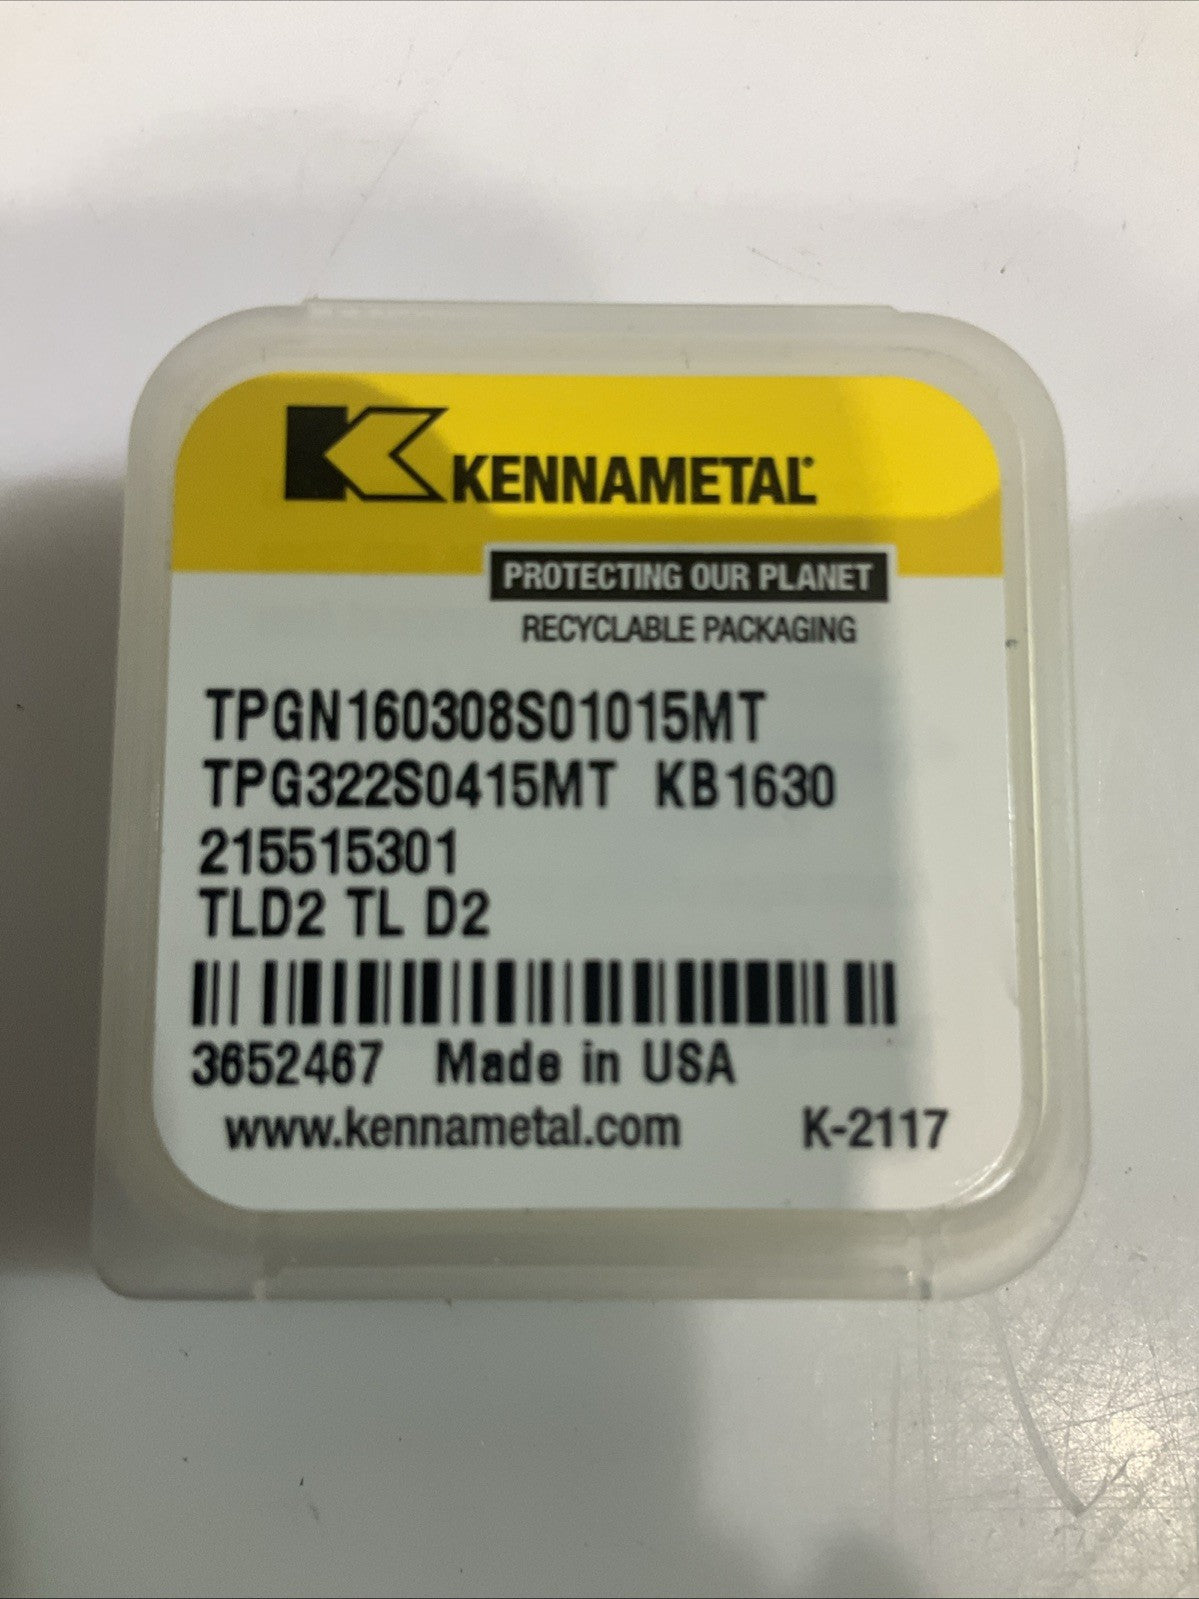 KENNAMETAL®
PROTECTING OUR PLANET
RECYCLABLE PACKAGING
TPGN160308S01015MT
TPG322S0415MT KB1630
215515301
TLD2 TL D2
3652467 Made in USA
www.kennametal.com K-2117